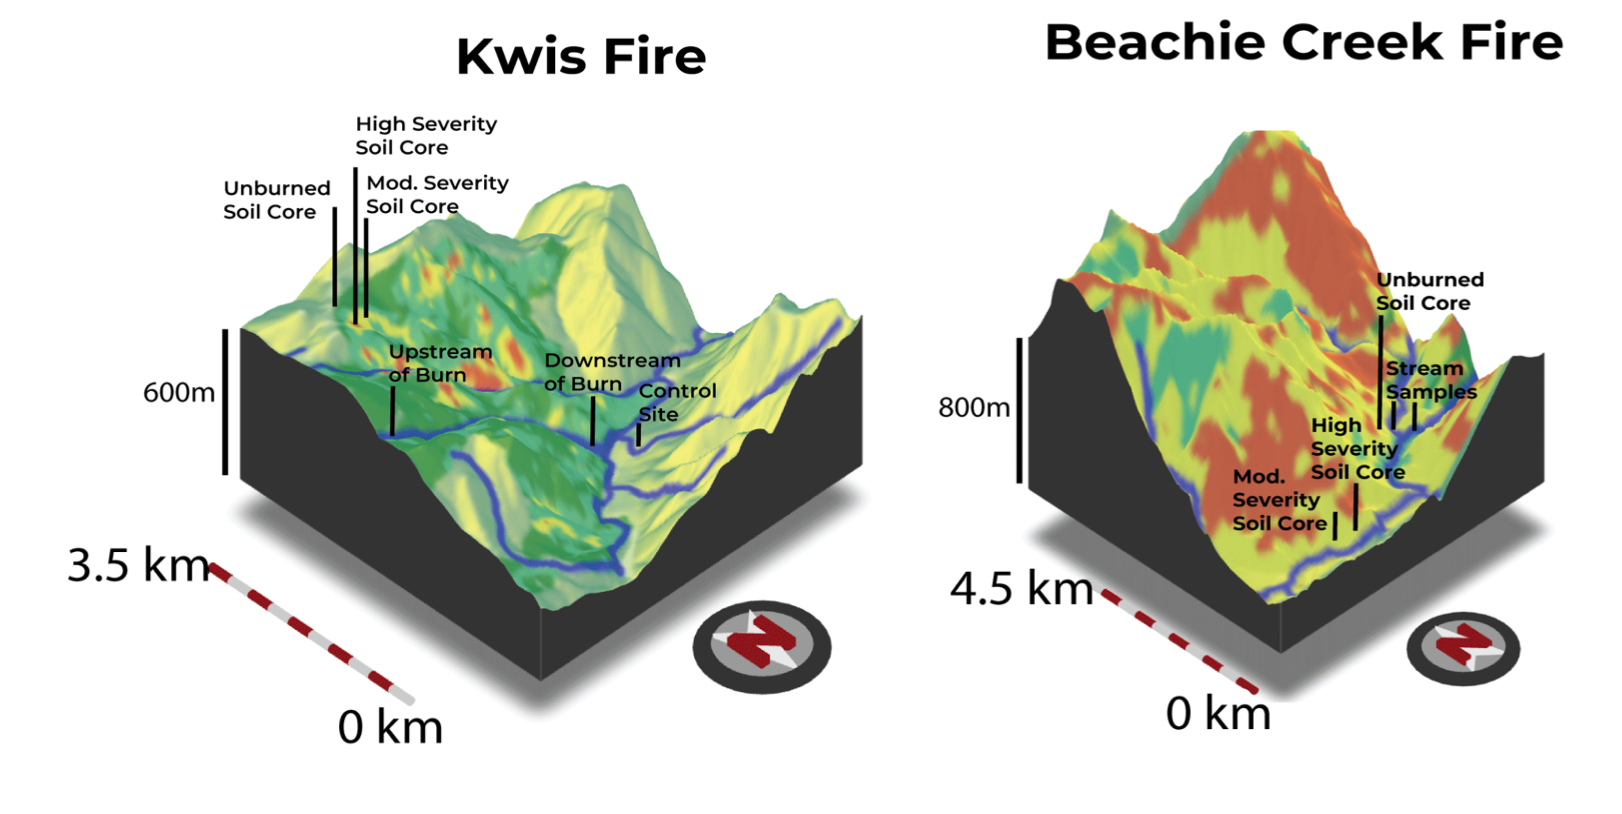 Kwis Fire
High Severity
Soil Core
Unburned
Soil Core
Mod. Severity
Soil Core
Upstream
of Burn
Downstream
of Burn
Control
Site
600m
3.5 km
0 km
N
Beachie Creek Fire
Unburned
Soil Core
Stream
Samples
High
Severity
Soil Core
Mod.
Severity
Soil Core
800m
4.5 km
0 km
N